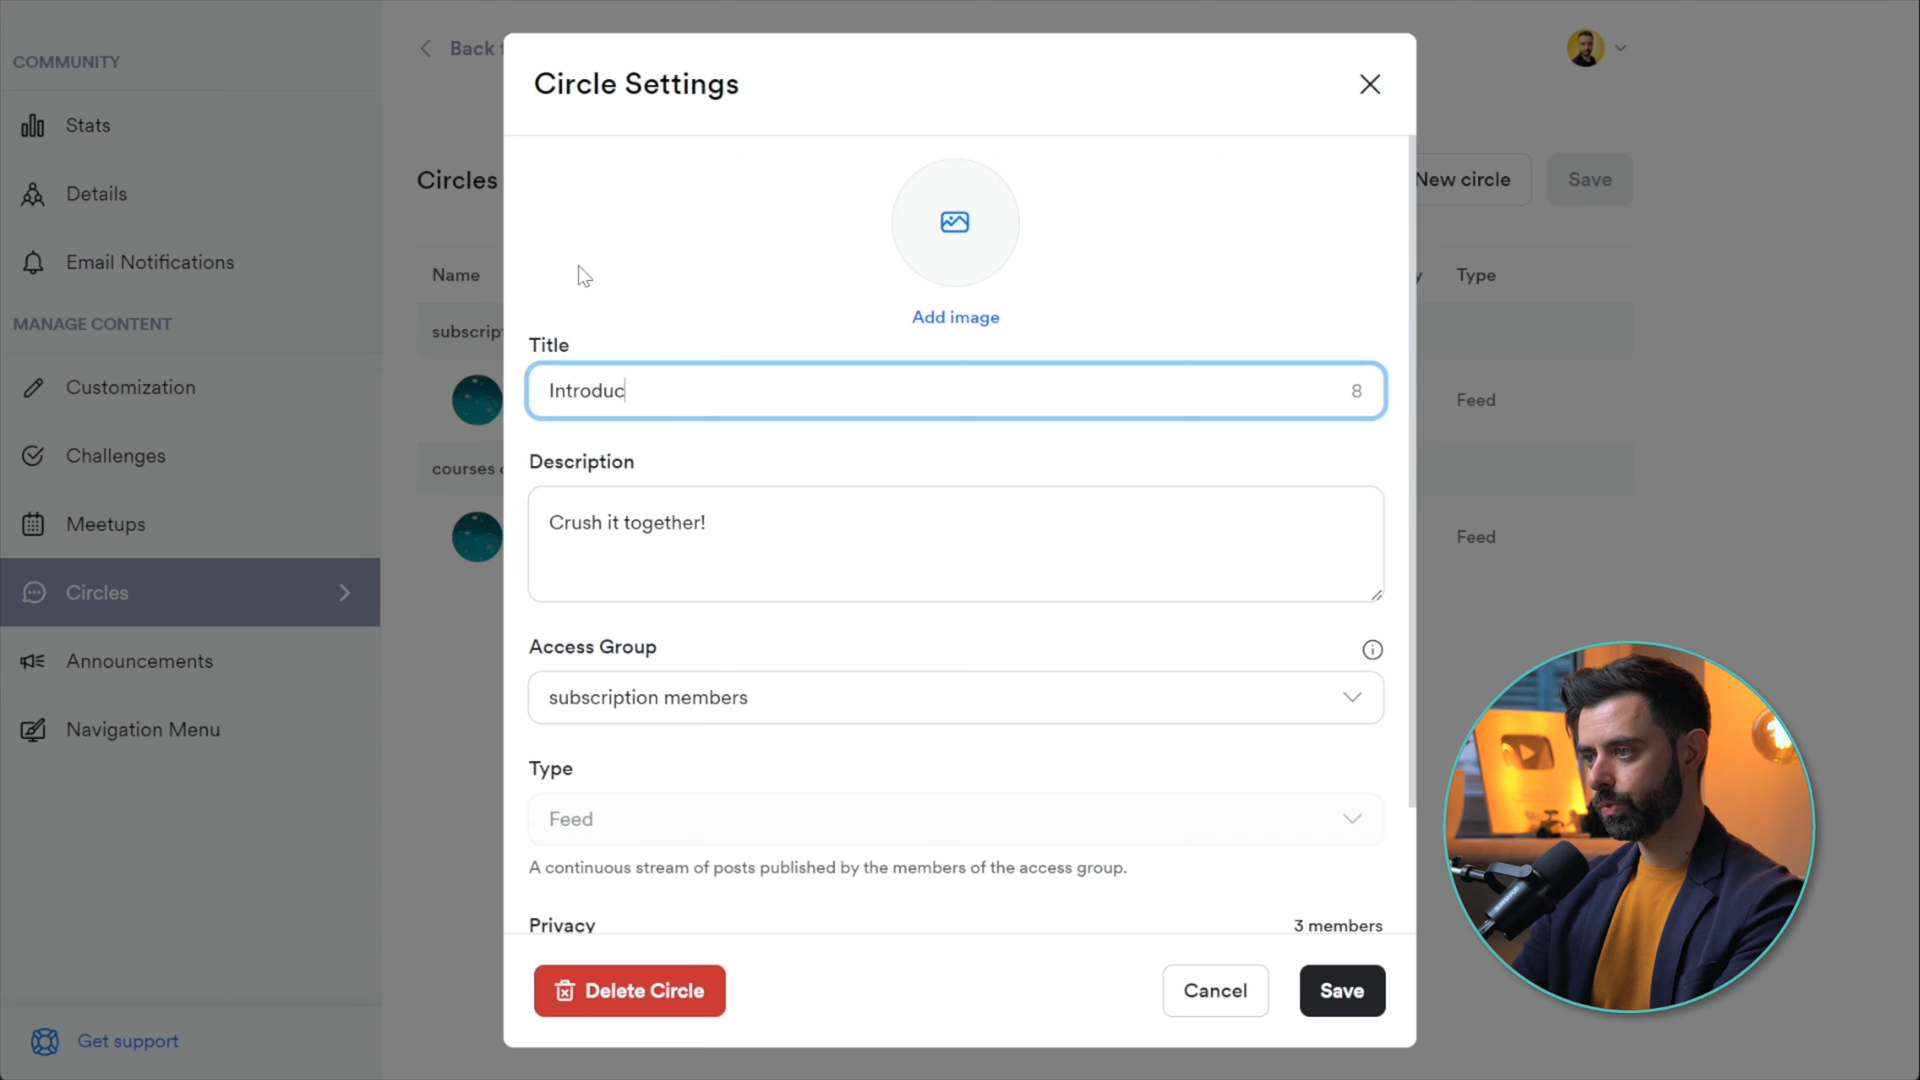 COMMUNITY
Stats
Details
Email Notifications
MANAGE CONTENT
Customization
Challenges
Meetups
Circles
Announcements
Navigation Menu
Get support
Back
Circles
New circle
Save
Name
Type
subscrip
Feed
courses
Feed
Circle Settings
Add image
Title
Introduc
8
Description
Crush it together!
Access Group
subscription members
Type
Feed
A continuous stream of posts published by the members of the access group.
Privacy
3 members
Delete Circle
Cancel
Save